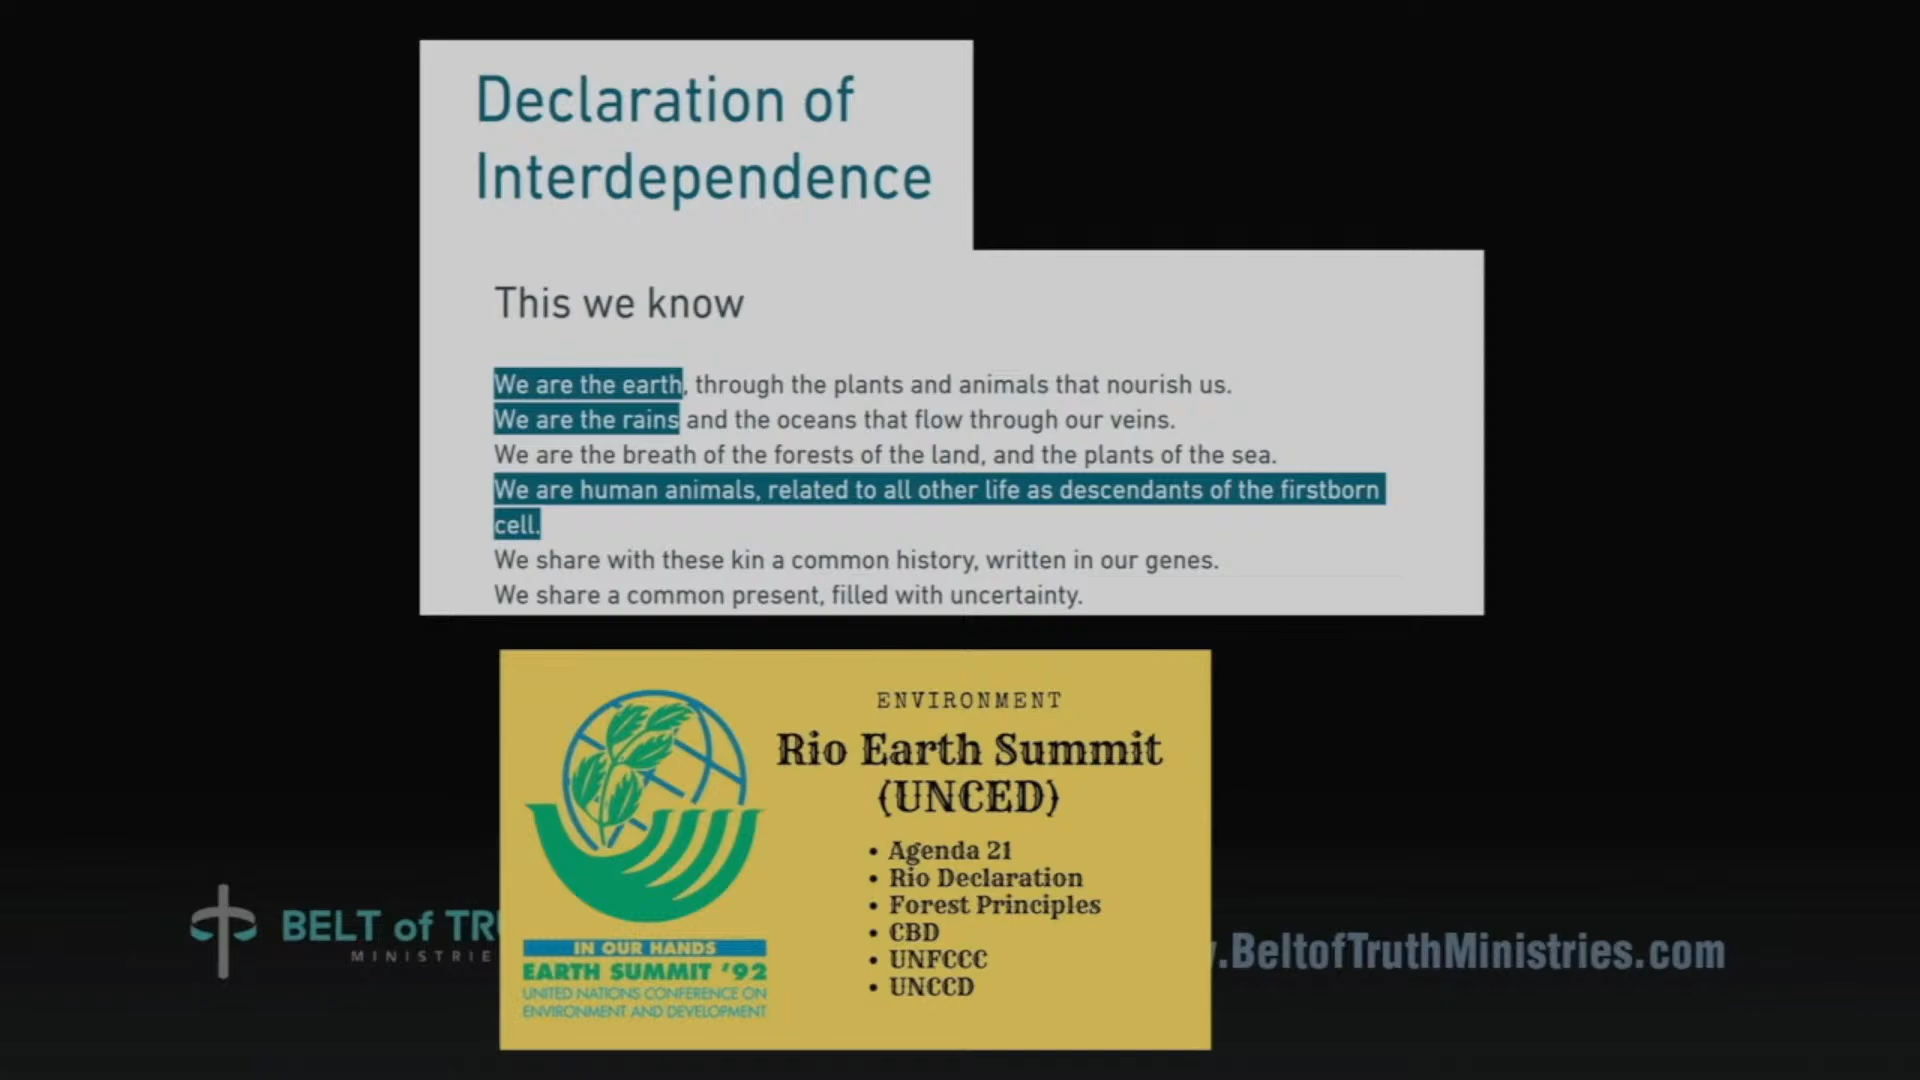 Declaration of
Interdependence
This we know
We are the earth, through the plants and animals that nourish us.
We are the rains and the oceans that flow through our veins.
We are the breath of the forests of the land, and the plants of the sea.
We are human animals, related to all other life as descendants of the firstborn
cell.
We share with these kin a common history, written in our genes.
We share a common present, filled with uncertainty.
ENVIRONMENT
Rio Earth Summit
(UNCED)
• Agenda 21
• Rio Declaration
• Forest Principles
• CBD
• UNFCCC
• UNCCD
IN OUR HANDS
EARTH SUMMIT '92
UNITED NATIONS CONFERENCE ON
ENVIRONMENT AND DEVELOPMENT
BELT of TRU
MINISTRIE
.BeltofTruthMinistries.com